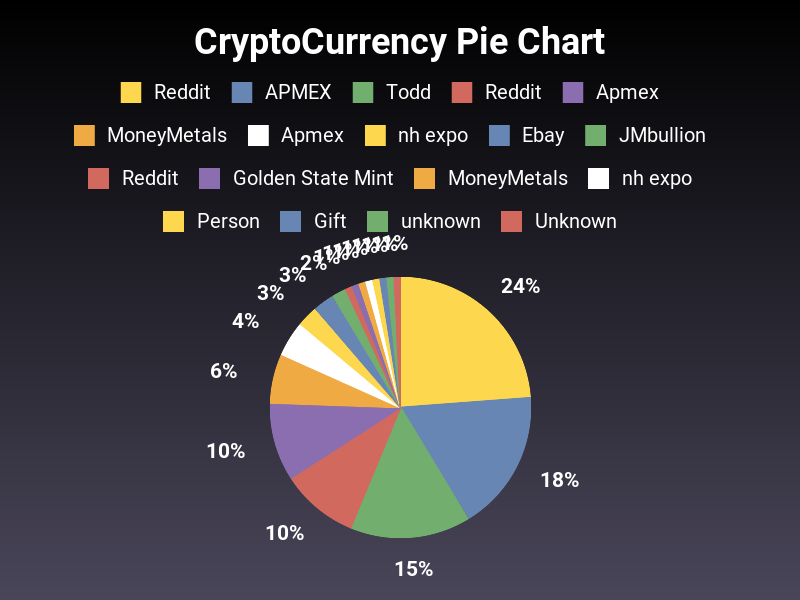 CryptoCurrency Pie Chart
Reddit APMEX Todd Reddit Apmex
MoneyMetals Apmex nh expo Ebay JMbullion
Reddit Golden State Mint MoneyMetals nh expo
Person Gift unknown Unknown
24%
18%
15%
10%
10%
6%
4%
3%
3%
2%